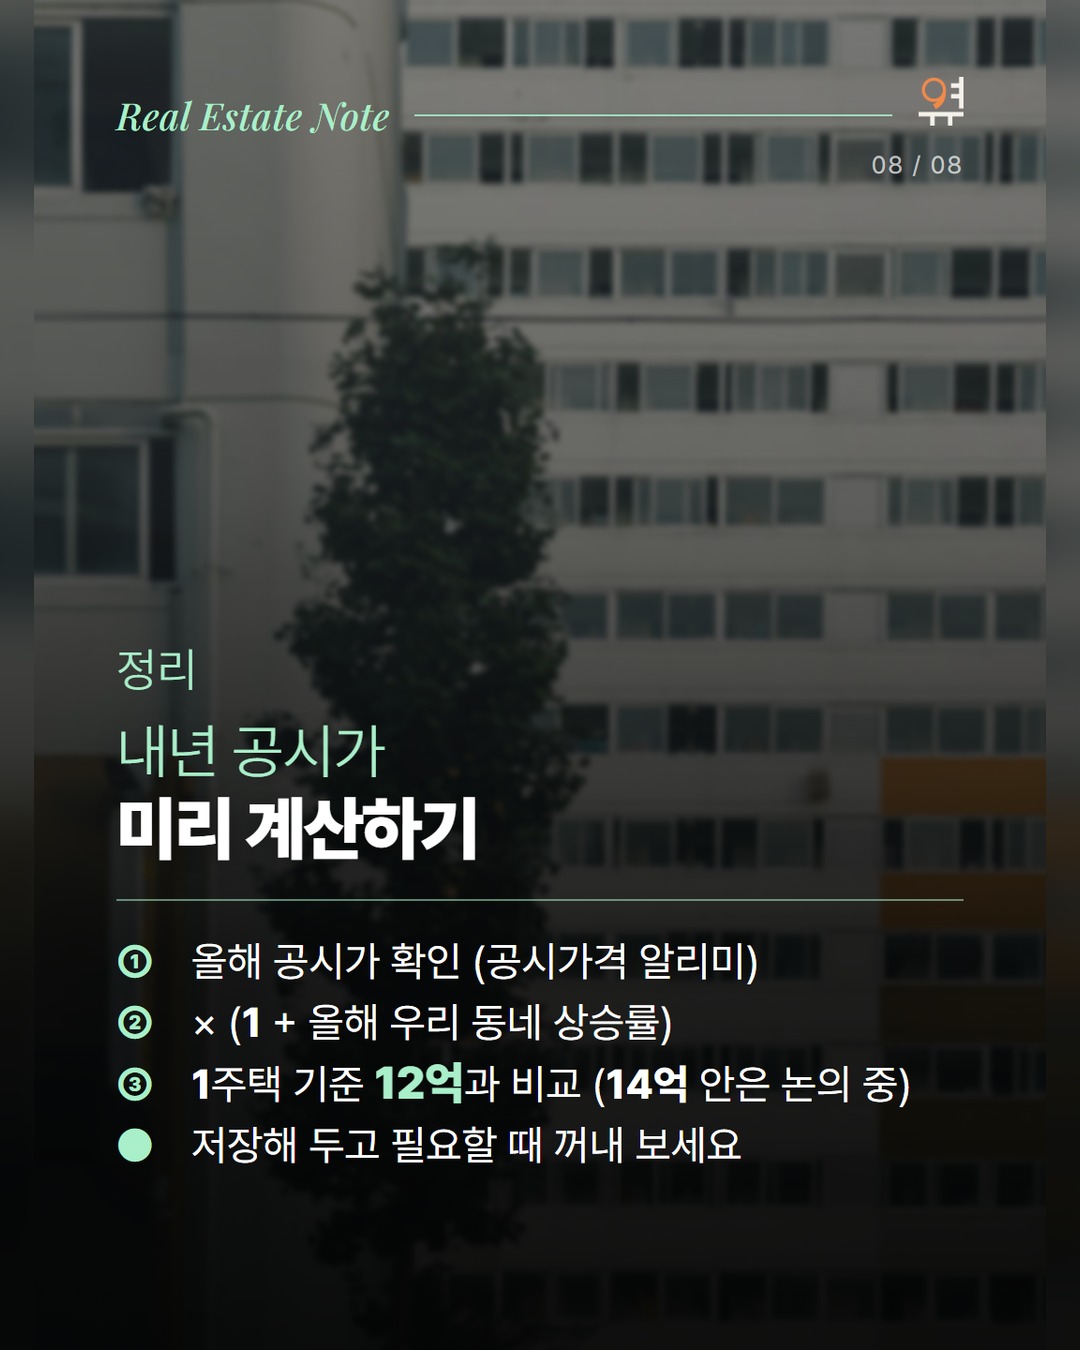 Real Estate Note
08 / 08
정리
내년 공시가
미리 계산하기
① 올해 공시가 확인 (공시가격 알리미)
② × (1 + 올해 우리 동네 상승률)
③ 1주택 기준 12억과 비교 (14억 안은 논의 중)
저장해 두고 필요할 때 꺼내 보세요